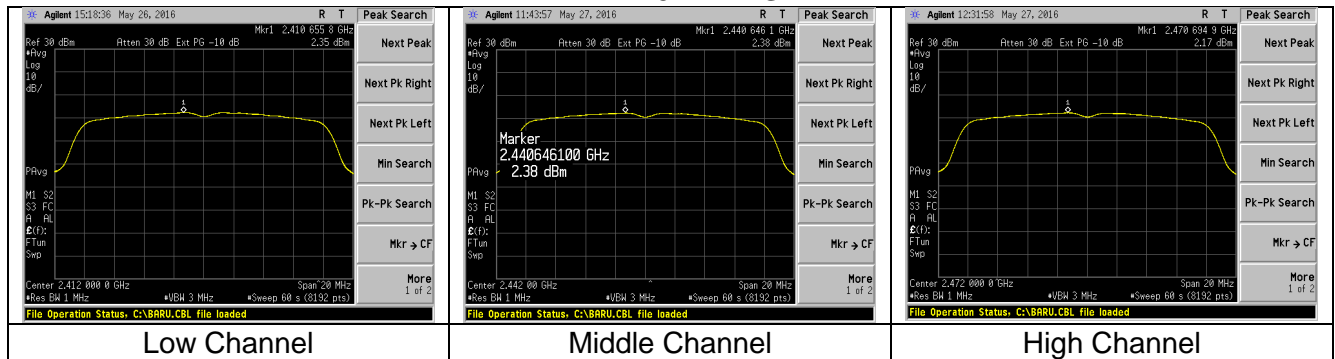 Agilent 15:18:36 May 26, 2016 R T Peak Search
Mkr1 2.410 655 8 GHz
Ref 30 dBm Atten 30 dB Ext PG -10 dB 2.35 dBm
#Avg
Log
10
dB/
1
PAvg
M1 S2
S3 FC
A AA
£(f):
FTun
Swp
Center 2.412 000 0 GHz Span 20 MHz
#Res BW 1 MHz #VBW 3 MHz #Sweep 60 s (8192 pts)
File Operation Status, C:\BARU.CBL file loaded
Next Peak
Next Pk Right
Next Pk Left
Min Search
Pk-Pk Search
Mkr → CF
More
1 of 2
Low Channel
Agilent 11:43:57 May 27, 2016 R T Peak Search
Mkr1 2.440 646 1 GHz
Ref 30 dBm Atten 30 dB Ext PG -10 dB 2.38 dBm
#Avg
Log
10
dB/
1
Marker
2.440646100 GHz
2.38 dBm
PAvg
M1 S2
S3 FC
A AL
£(f):
FTun
Swp
Center 2.442 00 GHz ^ Span 20 MHz
#Res BW 1 MHz #VBW 3 MHz #Sweep 60 s (8192 pts)
File Operation Status, C:\BARU.CBL file loaded
Next Peak
Next Pk Right
Next Pk Left
Min Search
Pk-Pk Search
Mkr → CF
More
1 of 2
Middle Channel
Agilent 12:31:58 May 27, 2016 R T Peak Search
Mkr1 2.470 694 9 GHz
Ref 30 dBm Atten 30 dB Ext PG -10 dB 2.17 dBm
#Avg
Log
10
dB/
1
PAvg
M1 S2
S3 FC
A AL
£(f):
FTun
Swp
Center 2.472 000 0 GHz Span 20 MHz
#Res BW 1 MHz #VBW 3 MHz #Sweep 60 s (8192 pts)
File Operation Status, C:\BARU.CBL file loaded
Next Peak
Next Pk Right
Next Pk Left
Min Search
Pk-Pk Search
Mkr → CF
More
1 of 2
High Channel